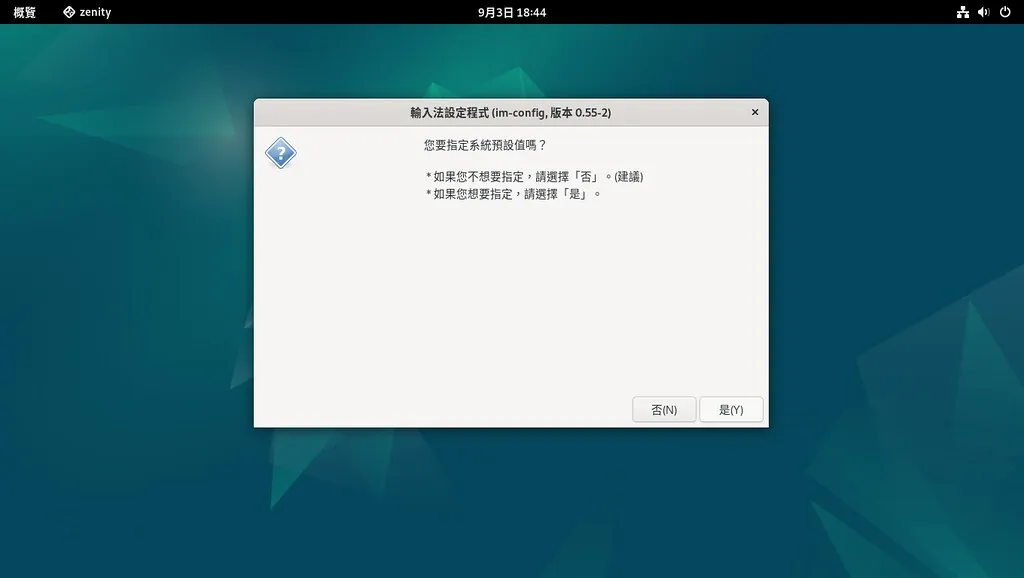 概覽 zenity 9月3日 18:44
輸入法設定程式 (im-config, 版本 0.55-2)
您要指定系統預設值嗎？
* 如果您不想要指定，請選擇「否」。(建議)
* 如果您想要指定，請選擇「是」。
否(N) 是(Y)